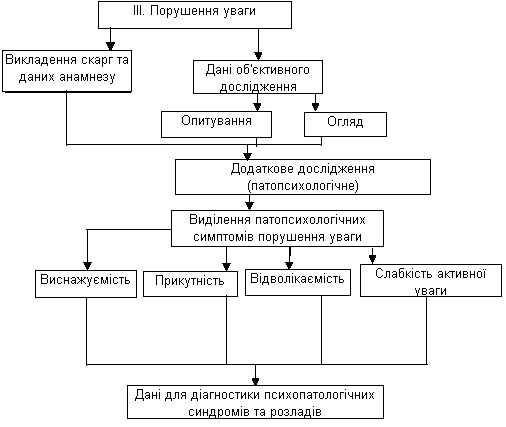 III. Порушення уваги
Викладення скарг та
даних анамнезу
Дані об'єктивного
дослідження
Опитування
Огляд
Додаткове дослідження
(патопсихологічне)
Виділення патопсихологічних
симптомів порушення уваги
Виснажуємість
Прикутність
Відволікаємість
Слабкість активної
уваги
Дані для діагностики психопатологічних
синдромів та розладів